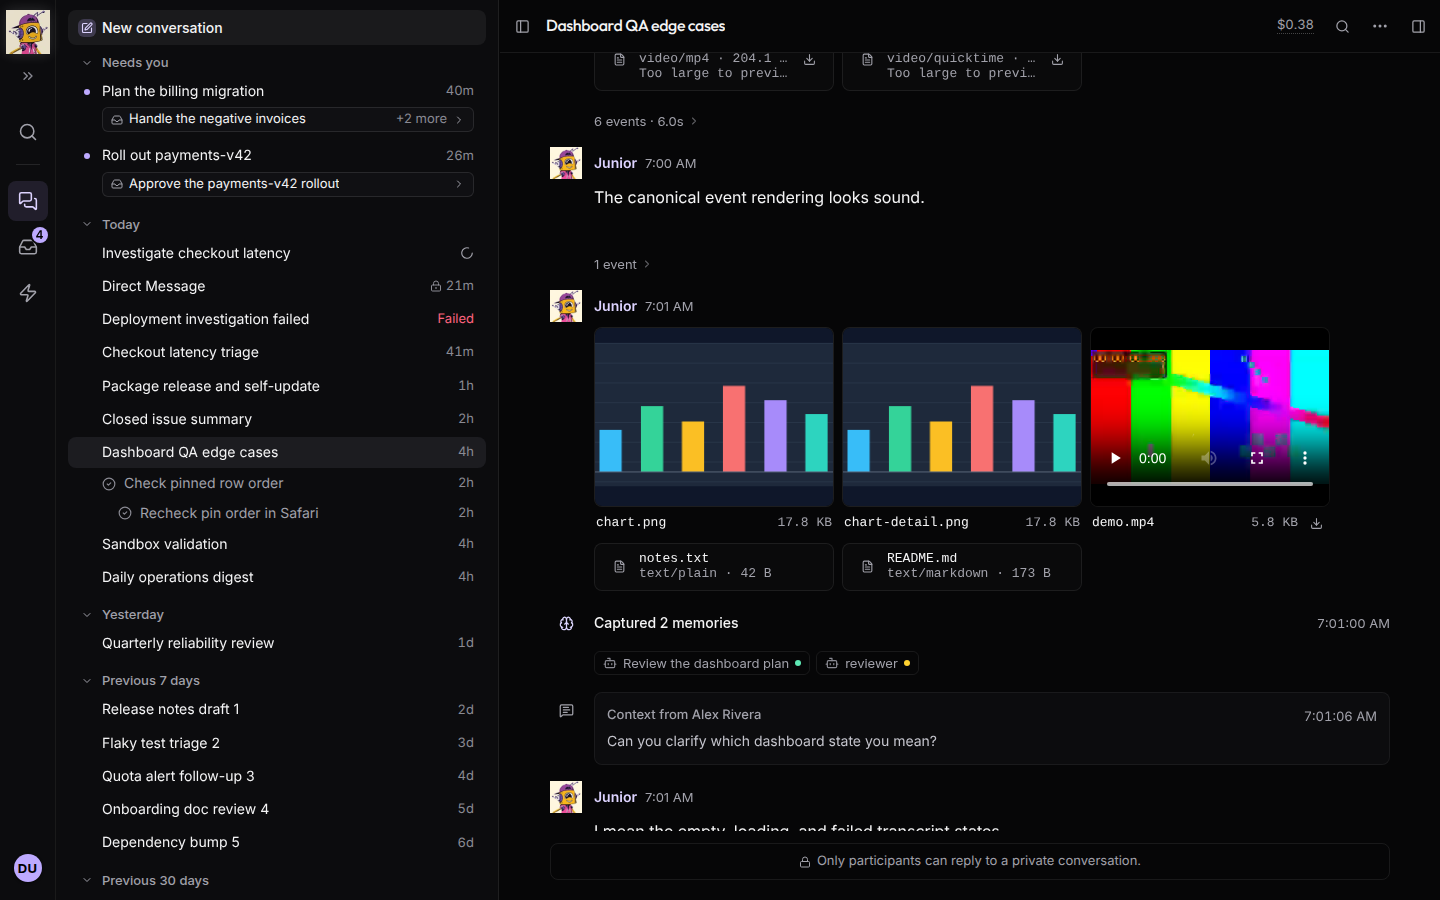 New conversation
Needs you
Plan the billing migration 40m
Handle the negative invoices +2 more
Roll out payments-v42 26m
Approve the payments-v42 rollout
Today
Investigate checkout latency
Direct Message 21m
Deployment investigation failed Failed
Checkout latency triage 41m
Package release and self-update 1h
Closed issue summary 2h
Dashboard QA edge cases 4h
Check pinned row order 2h
Recheck pin order in Safari 2h
Sandbox validation 4h
Daily operations digest 4h
Yesterday
Quarterly reliability review 1d
Previous 7 days
Release notes draft 1 2d
Flaky test triage 2 3d
Quota alert follow-up 3 4d
Onboarding doc review 4 5d
Dependency bump 5 6d
Previous 30 days
4
DU
Dashboard QA edge cases $0.38
video/mp4 · 204.1 …
Too large to previ…
video/quicktime · …
Too large to previ…
6 events · 6.0s
Junior 7:00 AM
The canonical event rendering looks sound.
1 event
Junior 7:01 AM
0:00
chart.png 17.8 KB
chart-detail.png 17.8 KB
demo.mp4 5.8 KB
notes.txt
text/plain · 42 B
README.md
text/markdown · 173 B
Captured 2 memories 7:01:00 AM
Review the dashboard plan
reviewer
Context from Alex Rivera 7:01:06 AM
Can you clarify which dashboard state you mean?
Junior 7:01 AM
I mean the empty, loading, and failed transcript states
Only participants can reply to a private conversation.